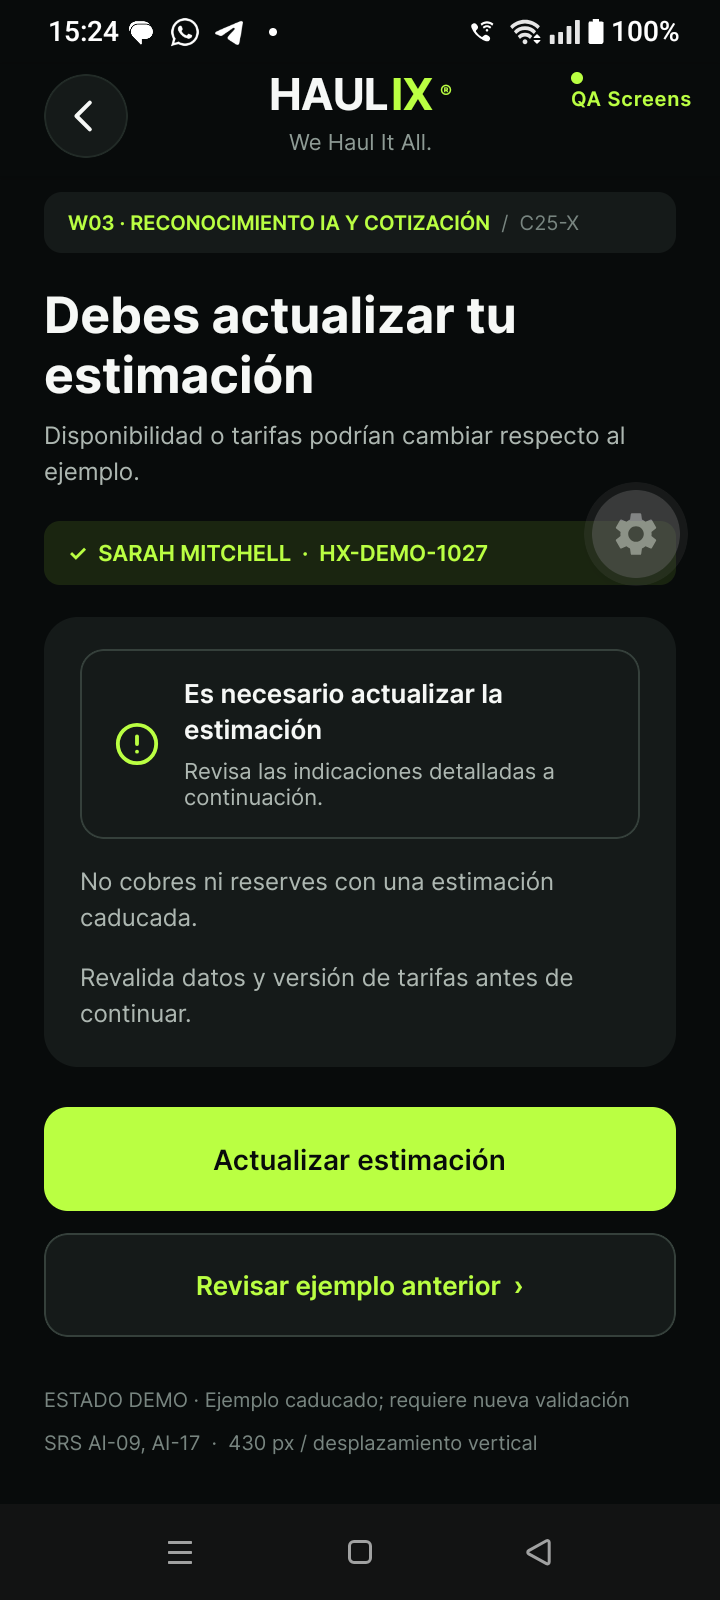 15:24
100%
HAULIX ®
We Haul It All.
QA Screens
W03 · RECONOCIMIENTO IA Y COTIZACIÓN / C25-X
Debes actualizar tu
estimación
Disponibilidad o tarifas podrían cambiar respecto al
ejemplo.
✓ SARAH MITCHELL · HX-DEMO-1027
Es necesario actualizar la
estimación
Revisa las indicaciones detalladas a
continuación.
No cobres ni reserves con una estimación
caducada.
Revalida datos y versión de tarifas antes de
continuar.
Actualizar estimación
Revisar ejemplo anterior ›
ESTADO DEMO · Ejemplo caducado; requiere nueva validación
SRS AI-09, AI-17 · 430 px / desplazamiento vertical